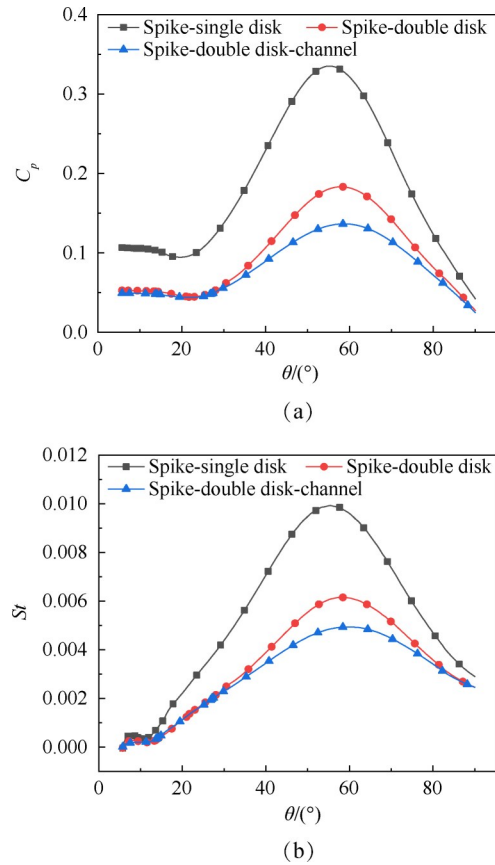 0.4
Spike-single disk
Spike-double disk
Spike-double disk-channel
0.3
0.2
0.1
0.0
C_p
0 20 40 60 80
θ/(°)
(a)
0.012
Spike-single disk
Spike-double disk
Spike-double disk-channel
0.010
0.008
0.006
0.004
0.002
0.000
St
0 20 40 60 80
θ/(°)
(b)